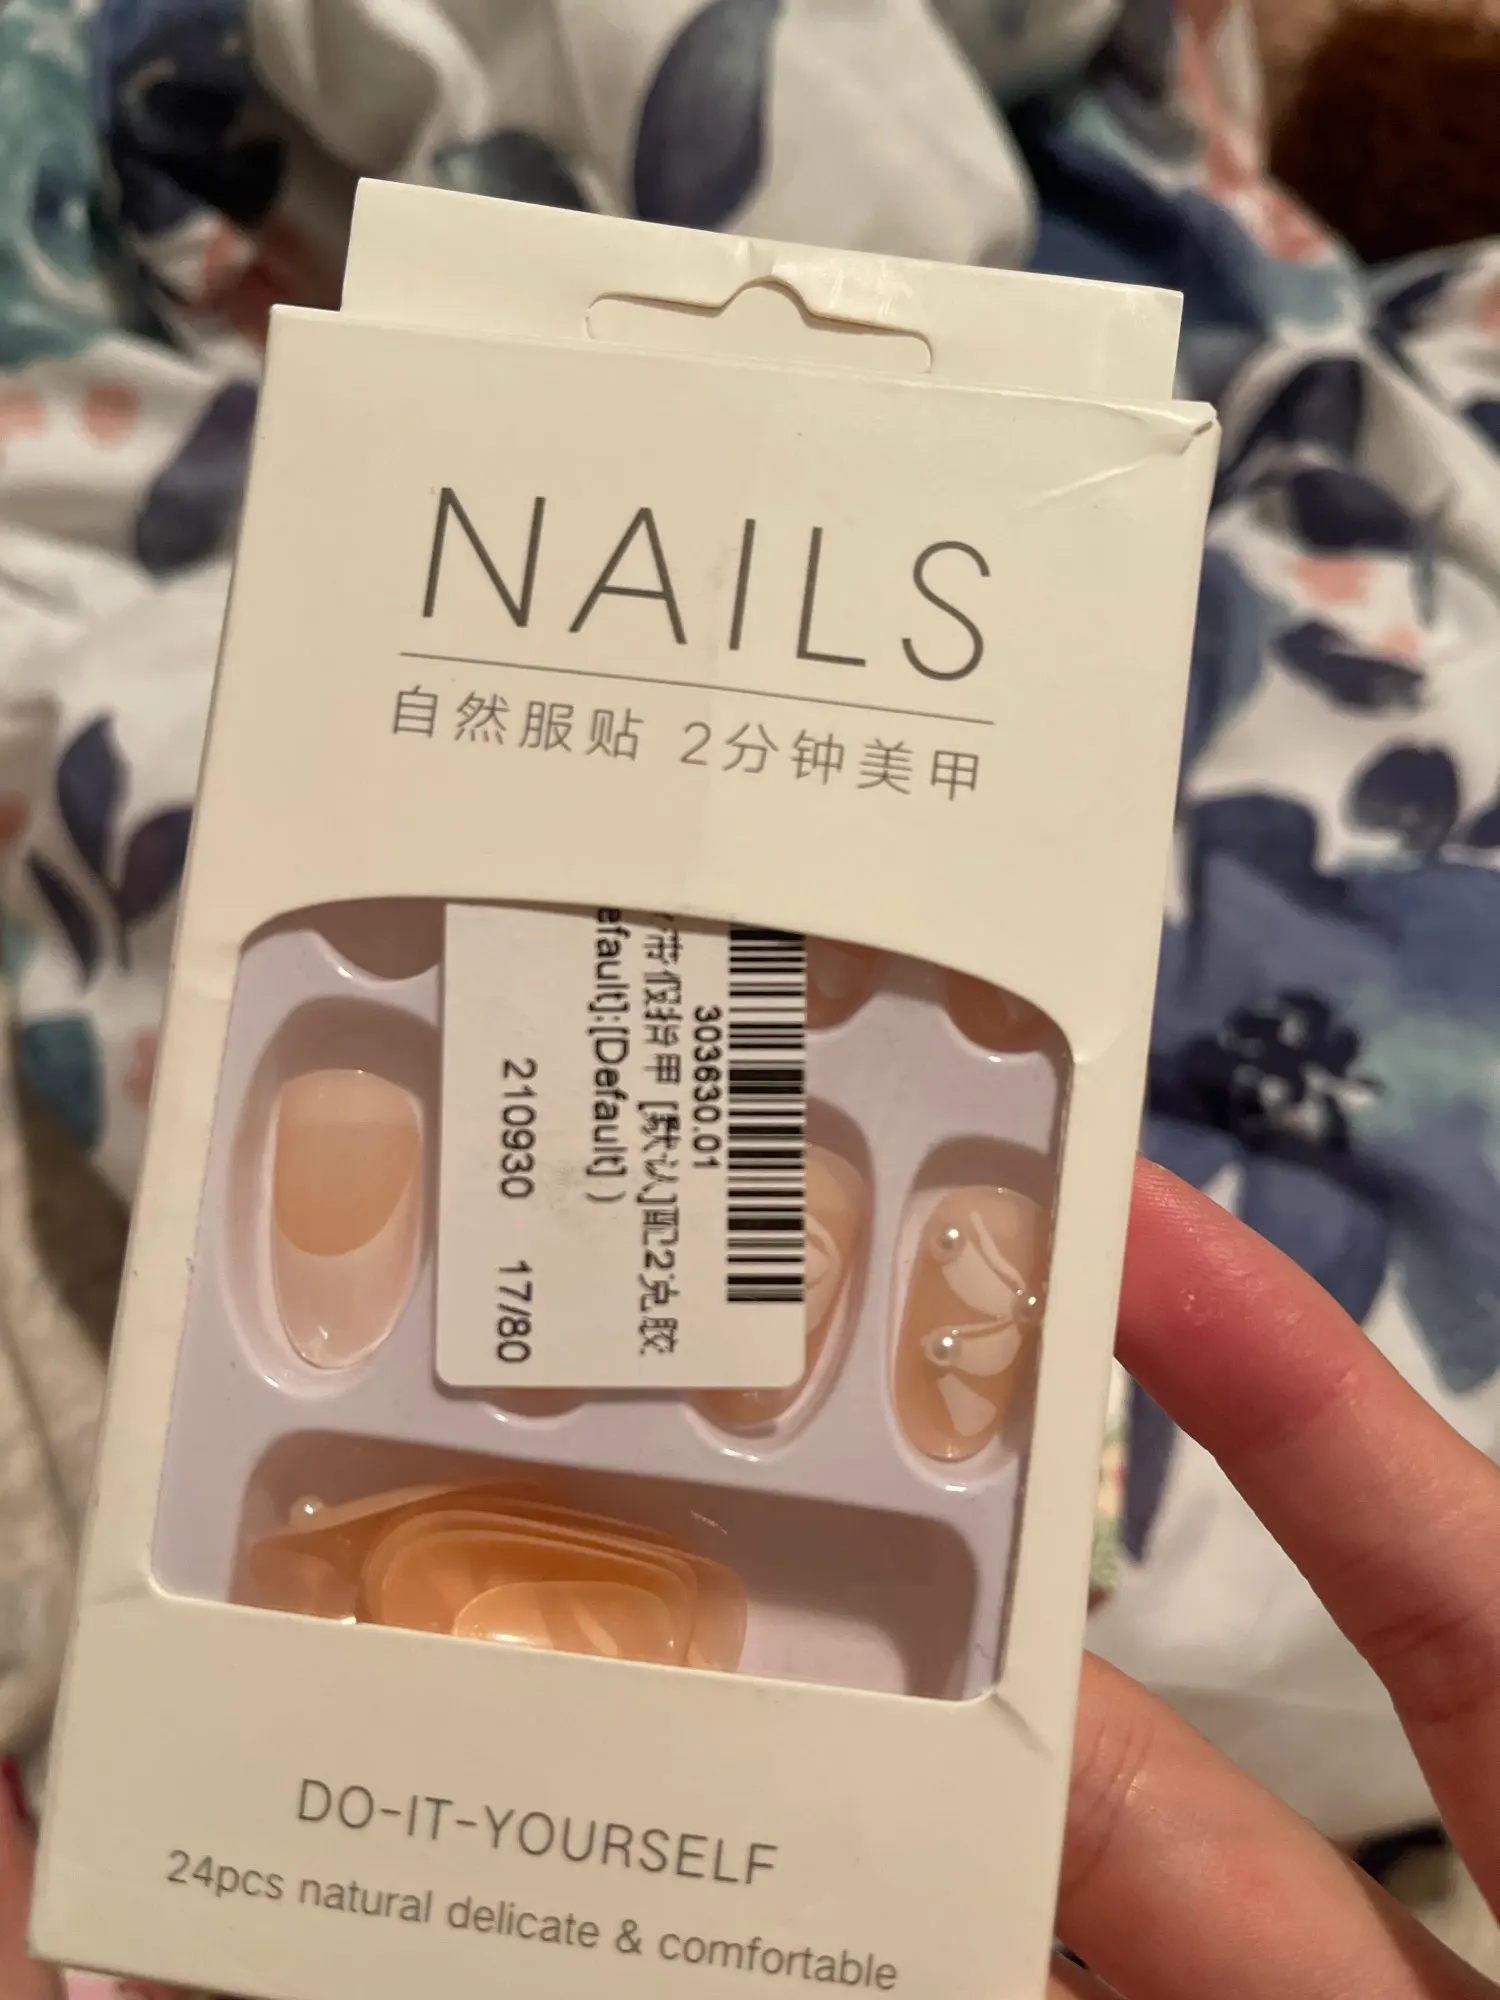 NAILS
自然服贴 2分钟美甲
303630.01
带假指甲 [默认]配2克胶
efault]:[Default] )
210930 17/80
DO-IT-YOURSELF
24pcs natural delicate & comfortable